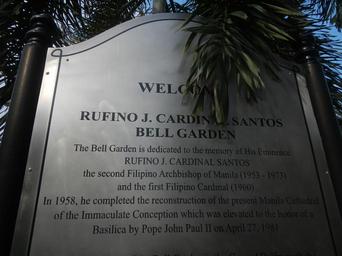 WELCOME
RUFINO J. CARDINAL SANTOS
BELL GARDEN
The Bell Garden is dedicated to the memory of His Eminence
RUFINO J. CARDINAL SANTOS
the second Filipino Archbishop of Manila (1953 - 1973)
and the first Filipino Cardinal (1960)
In 1958, he completed the reconstruction of the present Manila Cathedral
of the Immaculate Conception which was elevated to the honor of a
Basilica by Pope John Paul II on April 27, 1981